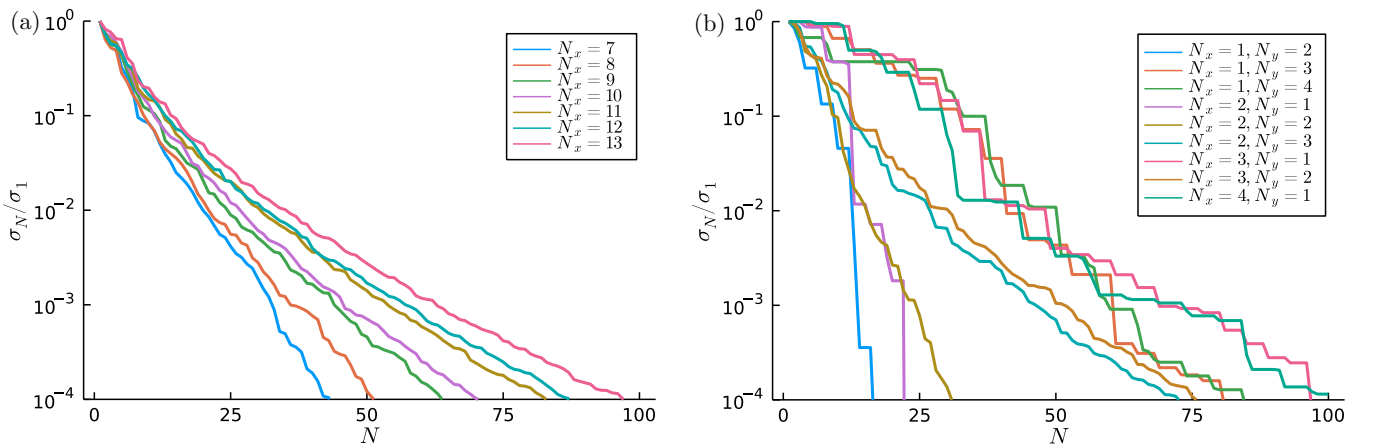 (a)
10⁰
10⁻¹
10⁻²
10⁻³
10⁻⁴
σ_N/σ_1
0
25
50
75
100
N
N_x = 7
N_x = 8
N_x = 9
N_x = 10
N_x = 11
N_x = 12
N_x = 13
(b)
10⁰
10⁻¹
10⁻²
10⁻³
10⁻⁴
σ_N/σ_1
0
25
50
75
100
N
N_x = 1, N_y = 2
N_x = 1, N_y = 3
N_x = 1, N_y = 4
N_x = 2, N_y = 1
N_x = 2, N_y = 2
N_x = 2, N_y = 3
N_x = 3, N_y = 1
N_x = 3, N_y = 2
N_x = 4, N_y = 1